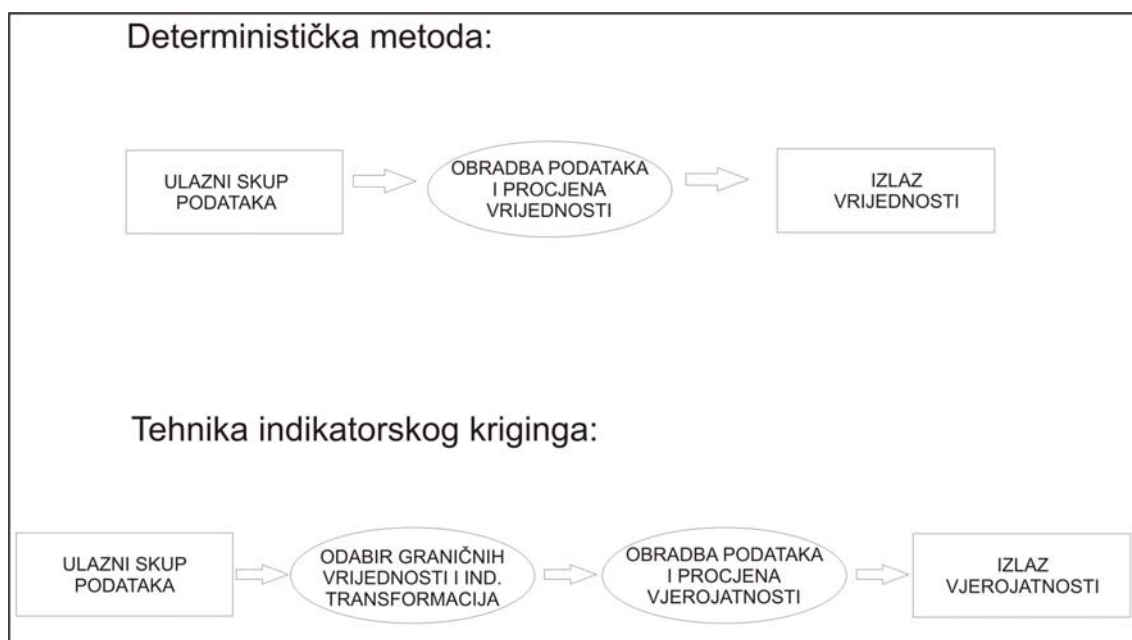 Deterministička metoda:
ULAZNI SKUP
PODATAKA
OBRADBA PODATAKA
I PROCJENA
VRIJEDNOSTI
IZLAZ
VRIJEDNOSTI
Tehnika indikatorskog kriginga:
ULAZNI SKUP
PODATAKA
ODABIR GRANIČNIH
VRIJEDNOSTI I IND.
TRANSFORMACIJA
OBRADBA PODATAKA
I PROCJENA
VJEROJATNOSTI
IZLAZ
VJEROJATNOSTI